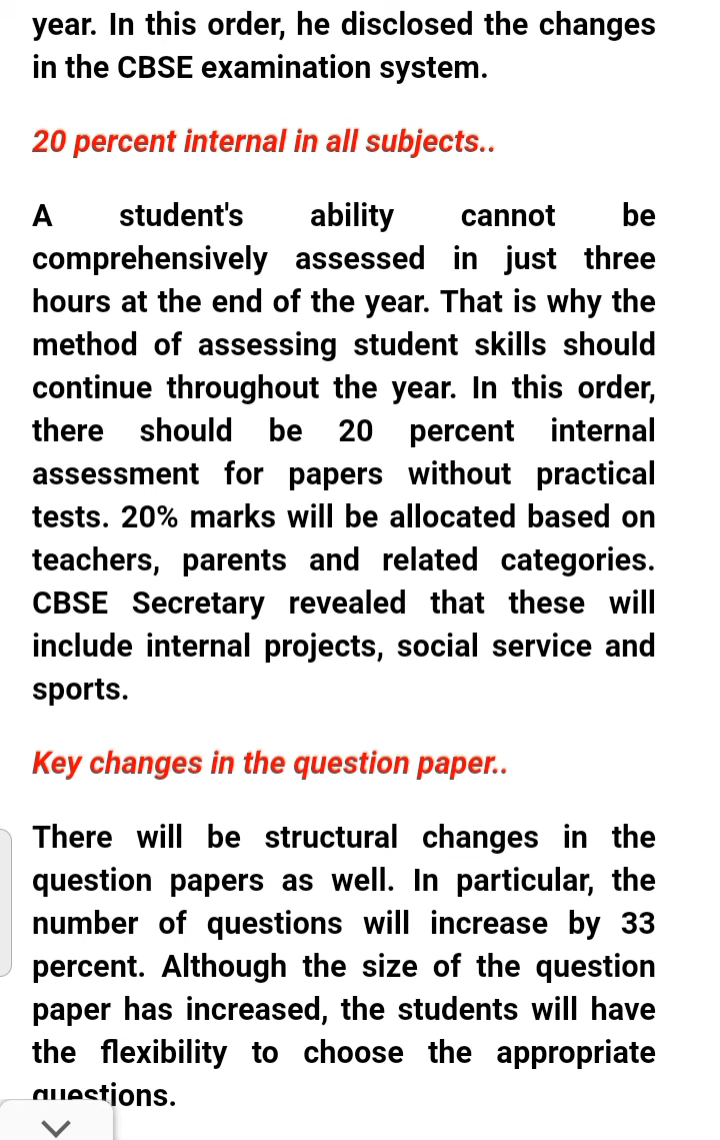 year. In this order, he disclosed the changes
in the CBSE examination system.
20 percent internal in all subjects..
A student's ability cannot be
comprehensively assessed in just three
hours at the end of the year. That is why the
method of assessing student skills should
continue throughout the year. In this order,
there should be 20 percent internal
assessment for papers without practical
tests. 20% marks will be allocated based on
teachers, parents and related categories.
CBSE Secretary revealed that these will
include internal projects, social service and
sports.
Key changes in the question paper..
There will be structural changes in the
question papers as well. In particular, the
number of questions will increase by 33
percent. Although the size of the question
paper has increased, the students will have
the flexibility to choose the appropriate
questions.